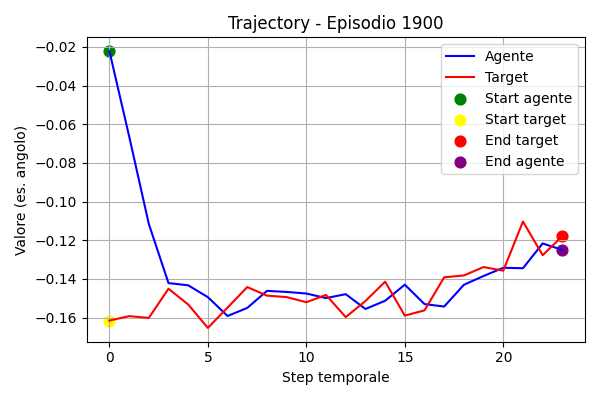 Trajectory - Episodio 1900
Agente
Target
Start agente
Start target
End target
End agente
Valore (es. angolo)
−0.02
−0.04
−0.06
−0.08
−0.10
−0.12
−0.14
−0.16
0 5 10 15 20
Step temporale